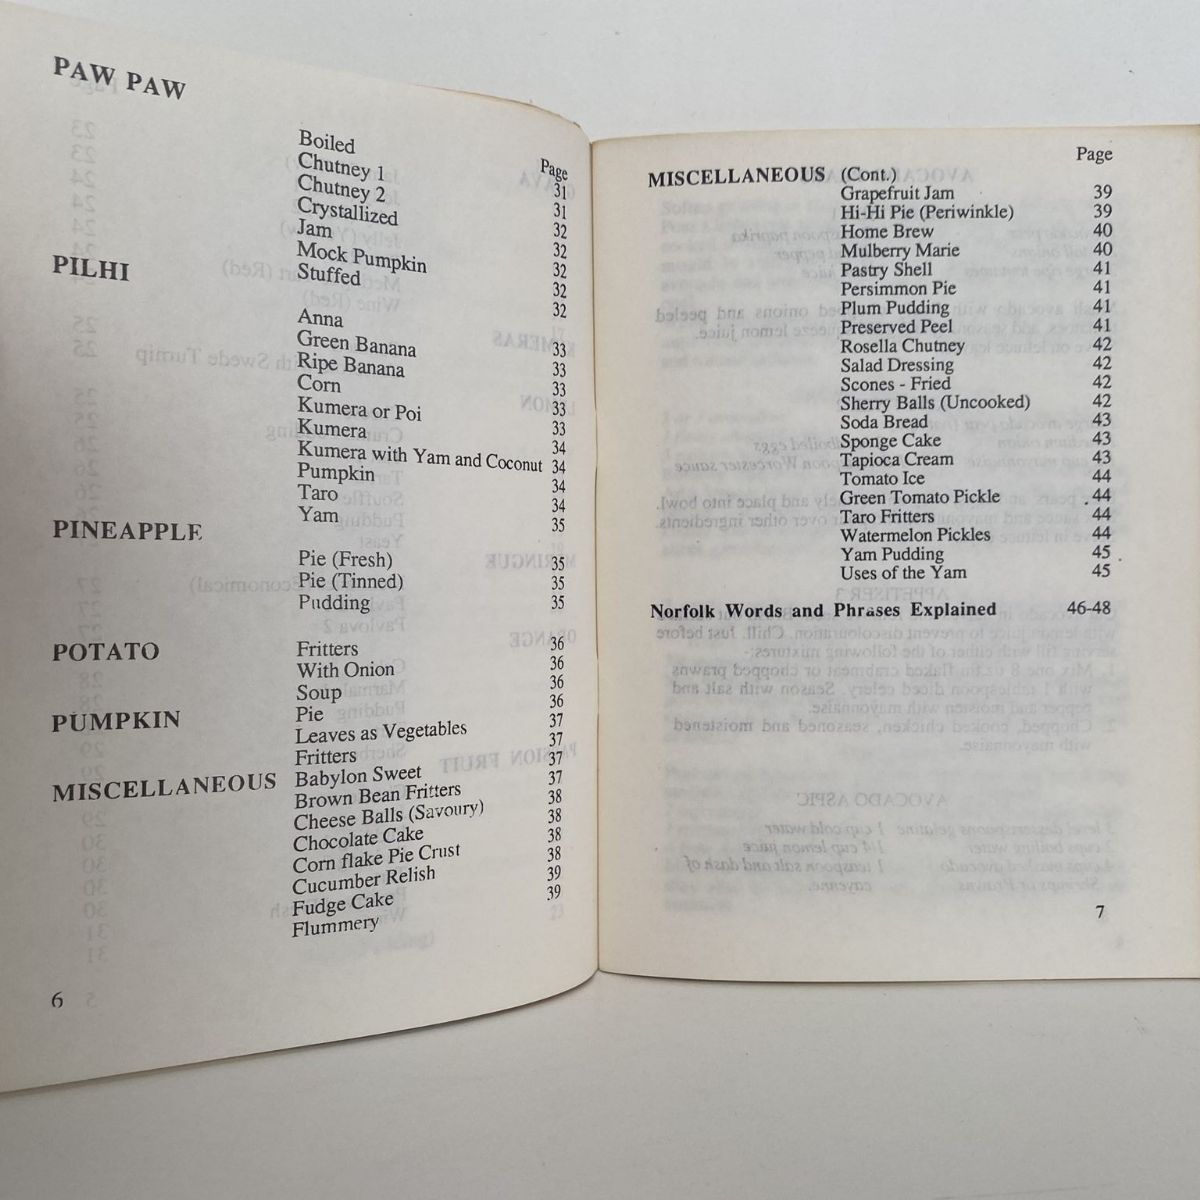 PAW PAW
Page
Boiled 31
Chutney 1 31
Chutney 2 32
Crystallized 32
Jam 32
Mock Pumpkin 32
Stuffed 32
PILHI
Anna 33
Green Banana 33
Ripe Banana 33
Corn 33
Kumera or Poi 33
Kumera 34
Kumera with Yam and Coconut 34
Pumpkin 34
Taro 34
Yam 35
PINEAPPLE
Pie (Fresh) 35
Pie (Tinned) 35
Pudding 35
POTATO Fritters 36
With Onion 36
Soup 36
PUMPKIN Pie 36
Leaves as Vegetables 37
Fritters 37
MISCELLANEOUS Babylon Sweet 37
Brown Bean Fritters 37
Cheese Balls (Savoury) 38
Chocolate Cake 38
Corn flake Pie Crust 38
Cucumber Relish 38
Fudge Cake 39
Flummery 39
6
Page
MISCELLANEOUS (Cont.)
Grapefruit Jam 39
Hi-Hi Pie (Periwinkle) 39
Home Brew 40
Mulberry Marie 40
Pastry Shell 41
Persimmon Pie 41
Plum Pudding 41
Preserved Peel 41
Rosella Chutney 42
Salad Dressing 42
Scones - Fried 42
Sherry Balls (Uncooked) 42
Soda Bread 43
Sponge Cake 43
Tapioca Cream 43
Tomato Ice 44
Green Tomato Pickle 44
Taro Fritters 44
Watermelon Pickles 44
Yam Pudding 45
Uses of the Yam 45
Norfolk Words and Phrases Explained 46-48
7